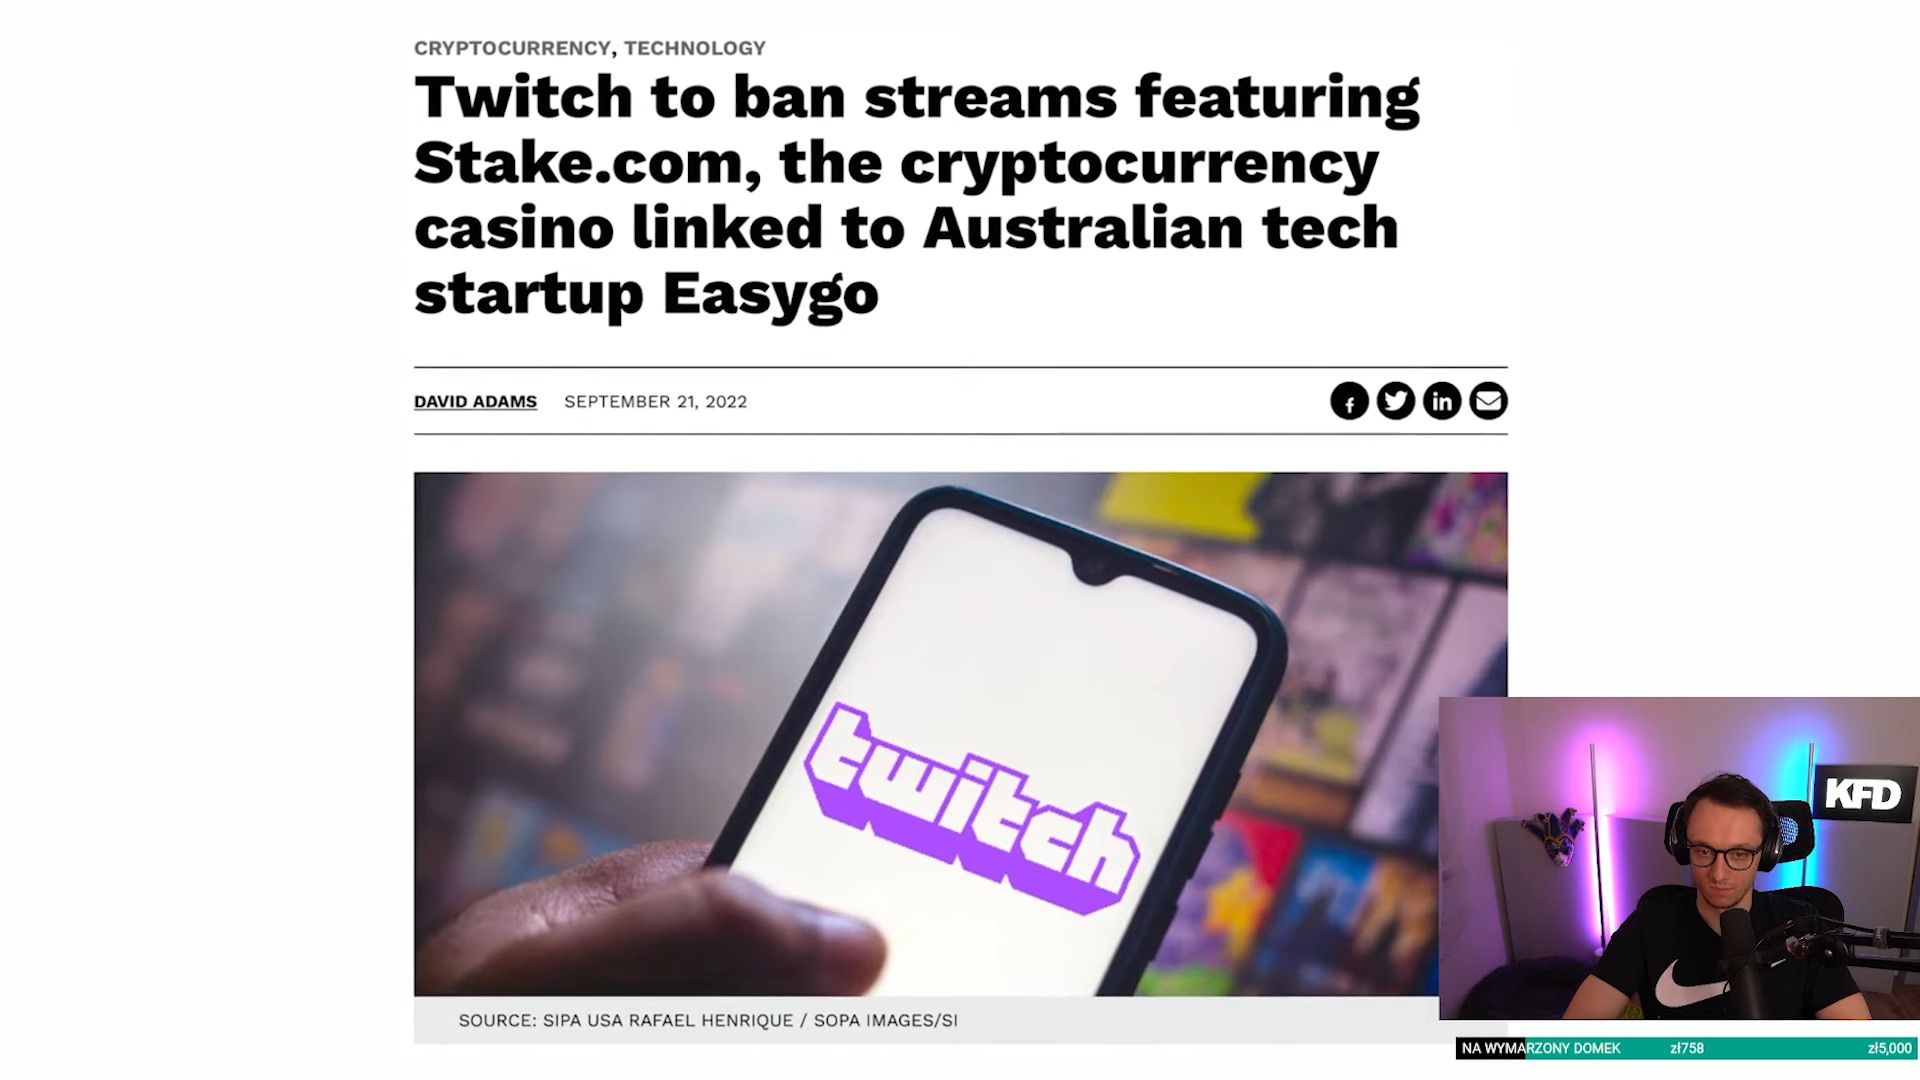 CRYPTOCURRENCY, TECHNOLOGY
Twitch to ban streams featuring
Stake.com, the cryptocurrency
casino linked to Australian tech
startup Easygo
DAVID ADAMS SEPTEMBER 21, 2022
twitch
KFD
SOURCE: SIPA USA RAFAEL HENRIQUE / SOPA IMAGES/SI
NA WYMARZONY DOMEK zł758 zł5,000